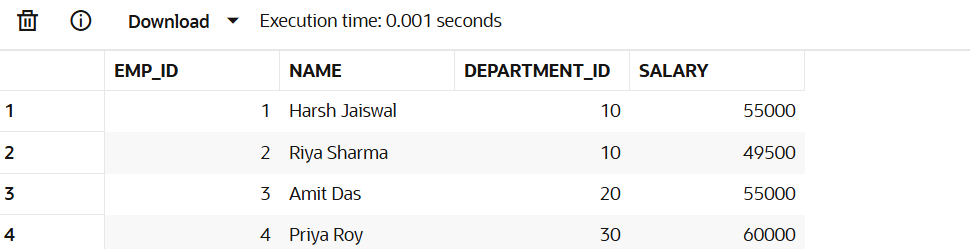 Download Execution time: 0.001 seconds
EMP_ID NAME DEPARTMENT_ID SALARY
1 1 Harsh Jaiswal 10 55000
2 2 Riya Sharma 10 49500
3 3 Amit Das 20 55000
4 4 Priya Roy 30 60000